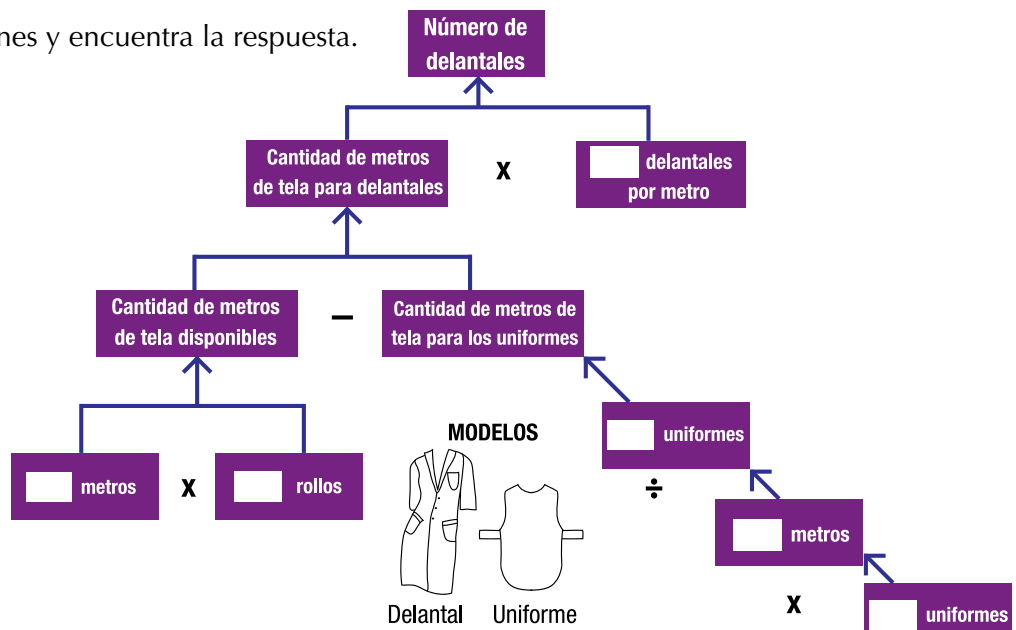 nes y encuentra la respuesta.
Número de
delantales
Cantidad de metros
de tela para delantales
x
delantales
por metro
Cantidad de metros
de tela disponibles
–
Cantidad de metros de
tela para los uniformes
metros
x
rollos
MODELOS
Delantal
Uniforme
uniformes
÷
metros
x
uniformes